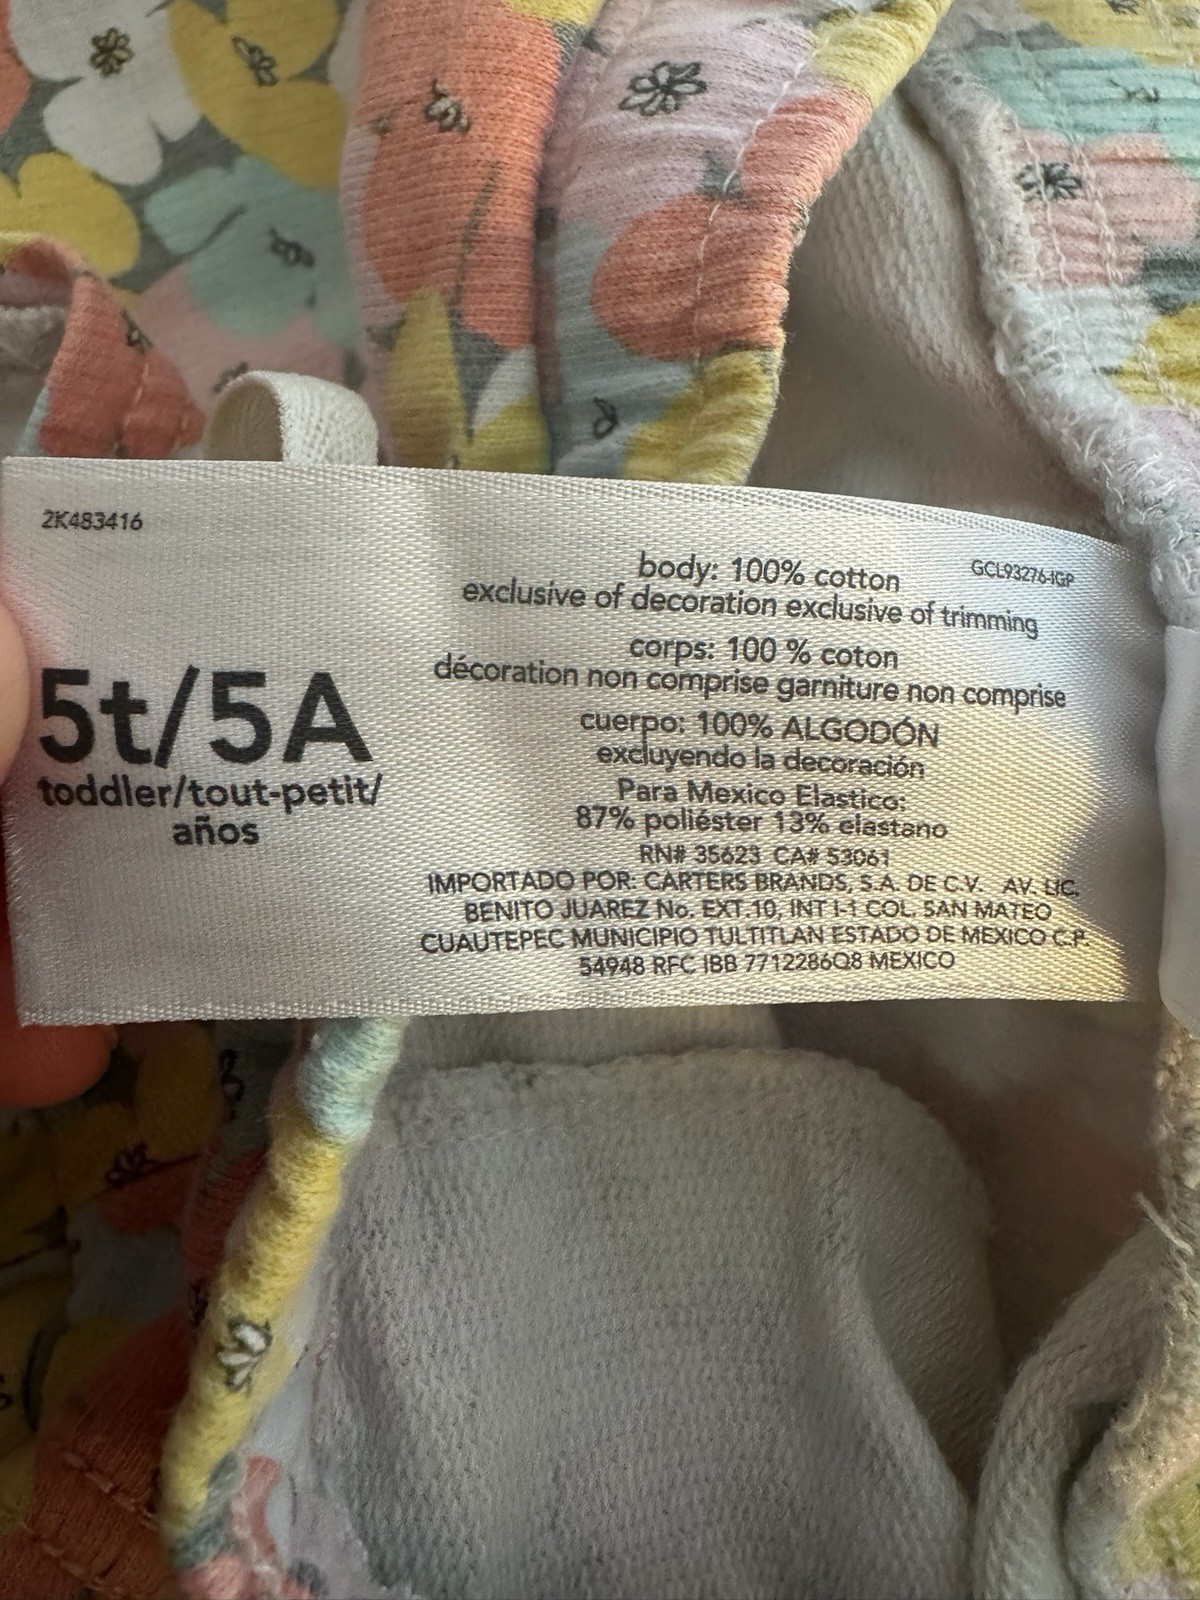 2K483416
5t/5A
toddler/tout-petit/
años
GCL93276-IGP
body: 100% cotton
exclusive of decoration exclusive of trimming
corps: 100 % coton
décoration non comprise garniture non comprise
cuerpo: 100% ALGODÓN
excluyendo la decoración
Para Mexico Elastico:
87% poliéster 13% elastano
RN# 35623 CA# 53061
IMPORTADO POR: CARTERS BRANDS, S.A. DE C.V. AV. LIC.
BENITO JUAREZ No. EXT.10, INT I-1 COL. SAN MATEO
CUAUTEPEC MUNICIPIO TULTITLAN ESTADO DE MEXICO C.P.
54948 RFC IBB 7712286Q8 MEXICO